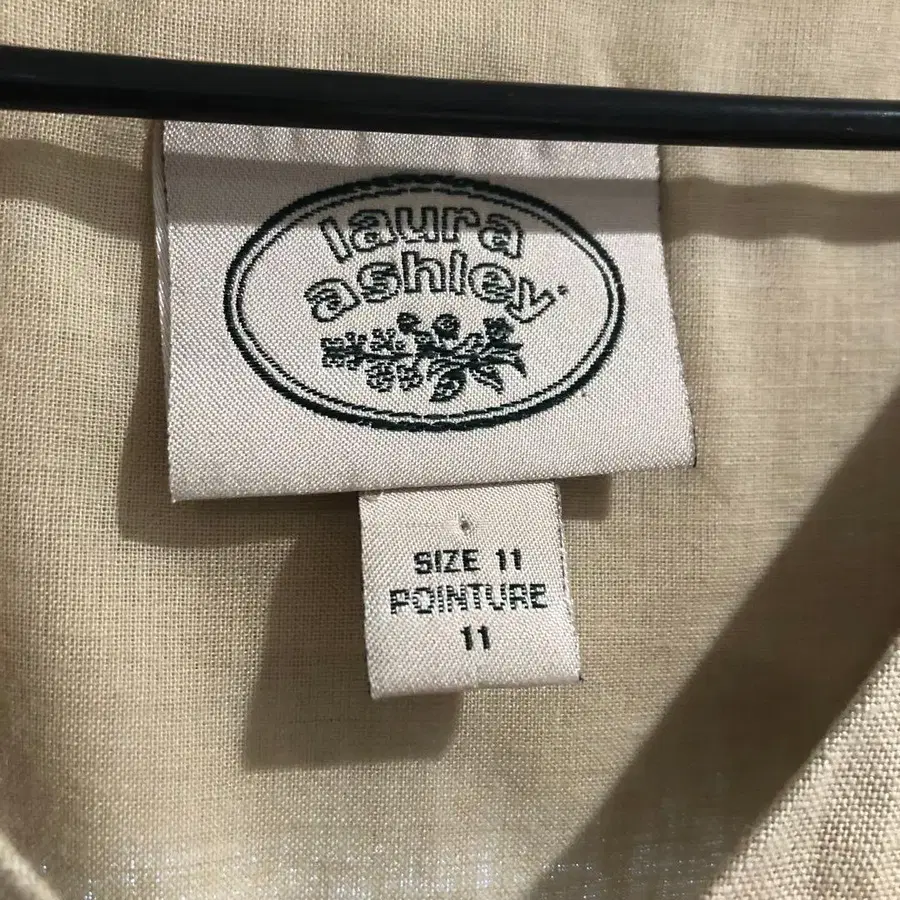 laura
ashley
SIZE 11
POINTURE
11